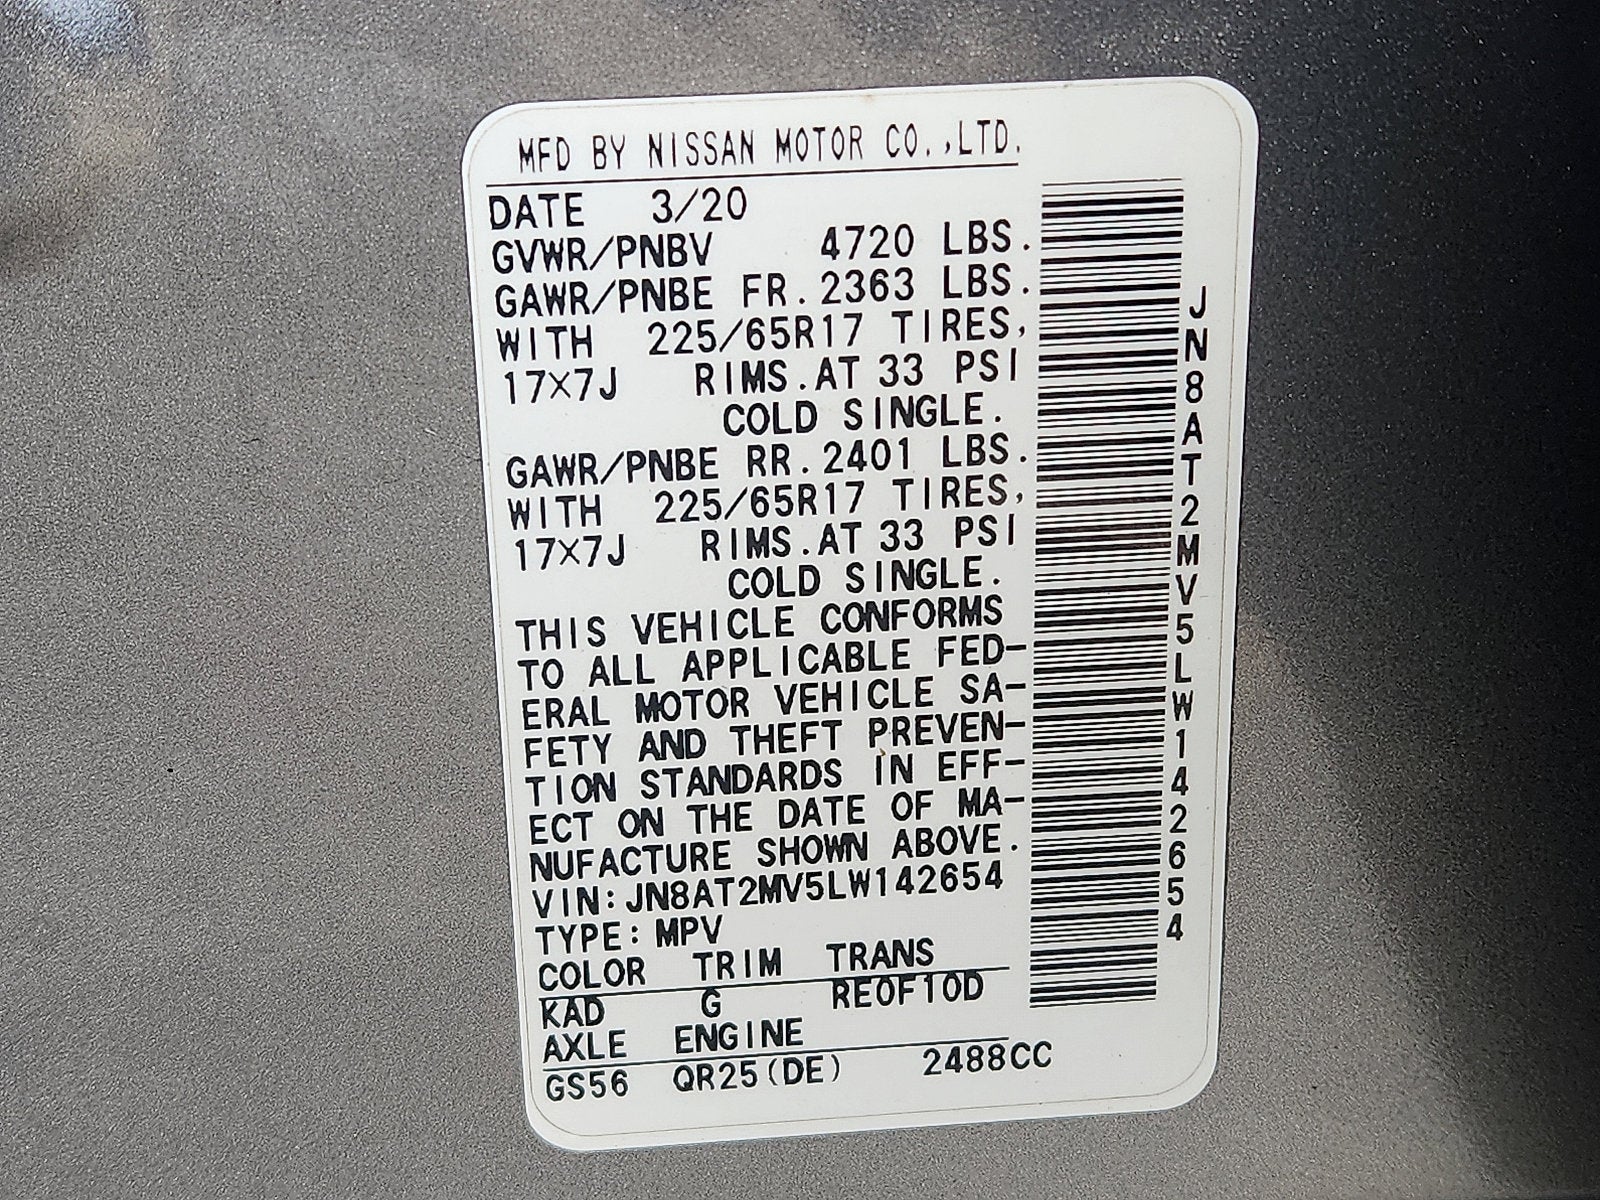 MFD BY NISSAN MOTOR CO.,LTD.
DATE 3/20
GVWR/PNBV 4720 LBS.
GAWR/PNBE FR. 2363 LBS.
WITH 225/65R17 TIRES,
17×7J RIMS. AT 33 PSI
COLD SINGLE.
GAWR/PNBE RR. 2401 LBS.
WITH 225/65R17 TIRES,
17×7J RIMS. AT 33 PSI
COLD SINGLE.
THIS VEHICLE CONFORMS
TO ALL APPLICABLE FED-
ERAL MOTOR VEHICLE SA-
FETY AND THEFT PREVEN-
TION STANDARDS IN EFF-
ECT ON THE DATE OF MA-
NUFACTURE SHOWN ABOVE.
VIN:JN8AT2MV5LW142654
TYPE:MPV
COLOR TRIM TRANS
KAD G RE0F10D
AXLE ENGINE
GS56 QR25(DE) 2488CC
JN8AT2MV5LW142654